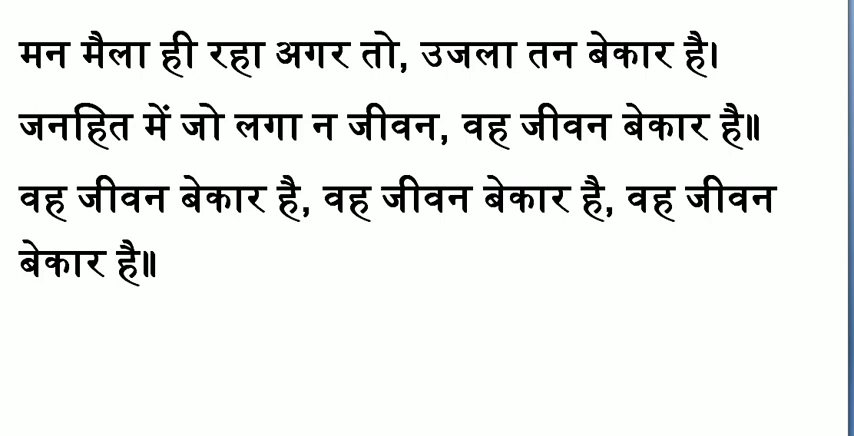 मन मैला ही रहा अगर तो, उजला तन बेकार है।
जनहित में जो लगा न जीवन, वह जीवन बेकार है॥
वह जीवन बेकार है, वह जीवन बेकार है, वह जीवन
बेकार है॥